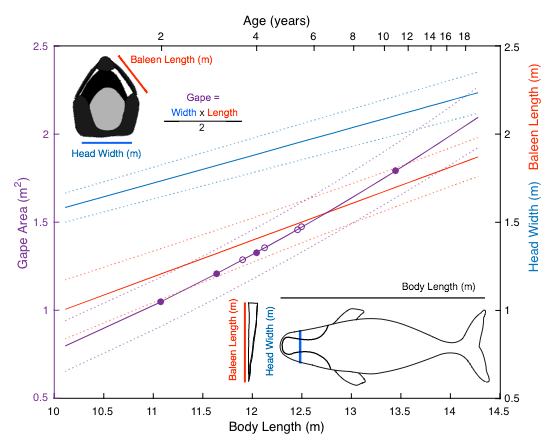 Age (years)
2 4 6 8 10 12 14 16 18
2.5 2.5
Baleen Length (m)
Gape =
Width x Length
2
Head Width (m)
2 2
1.5 1.5
1 1
0.5 0.5
Gape Area (m2)
Baleen Length (m)
Head Width (m)
Body Length (m)
Baleen Length (m)
Head Width (m)
10 10.5 11 11.5 12 12.5 13 13.5 14 14.5
Body Length (m)